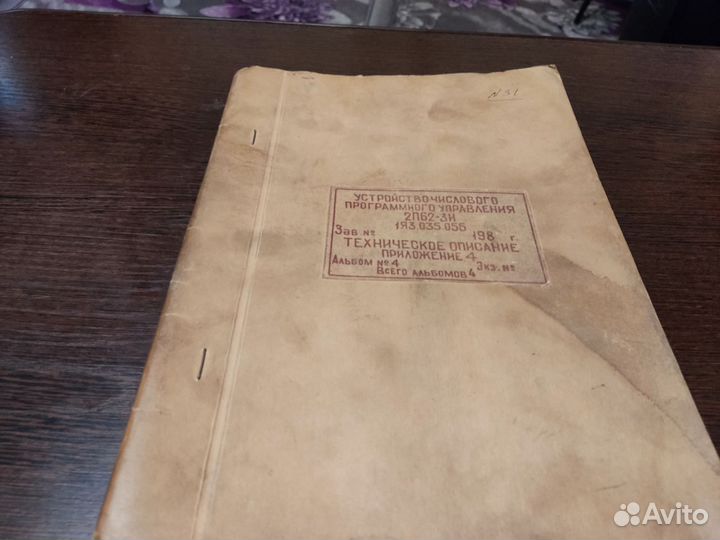 N31
УСТРОЙСТВО ЧИСЛОВОГО
ПРОГРАММНОГО УПРАВЛЕНИЯ
2П62-3И
1Я3.035.056
Зав. № 198 г.
ТЕХНИЧЕСКОЕ ОПИСАНИЕ
ПРИЛОЖЕНИЕ 4
Альбом №4 Экз. №
Всего альбомов 4
Avito